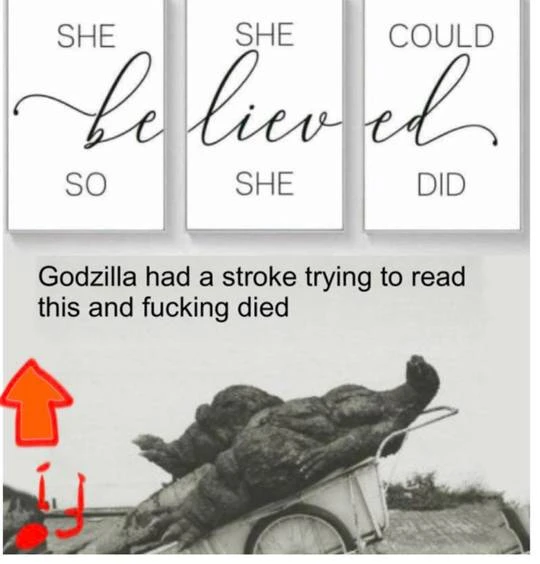 SHE SHE COULD
be liev ed
SO SHE DID
Godzilla had a stroke trying to read
this and fucking died